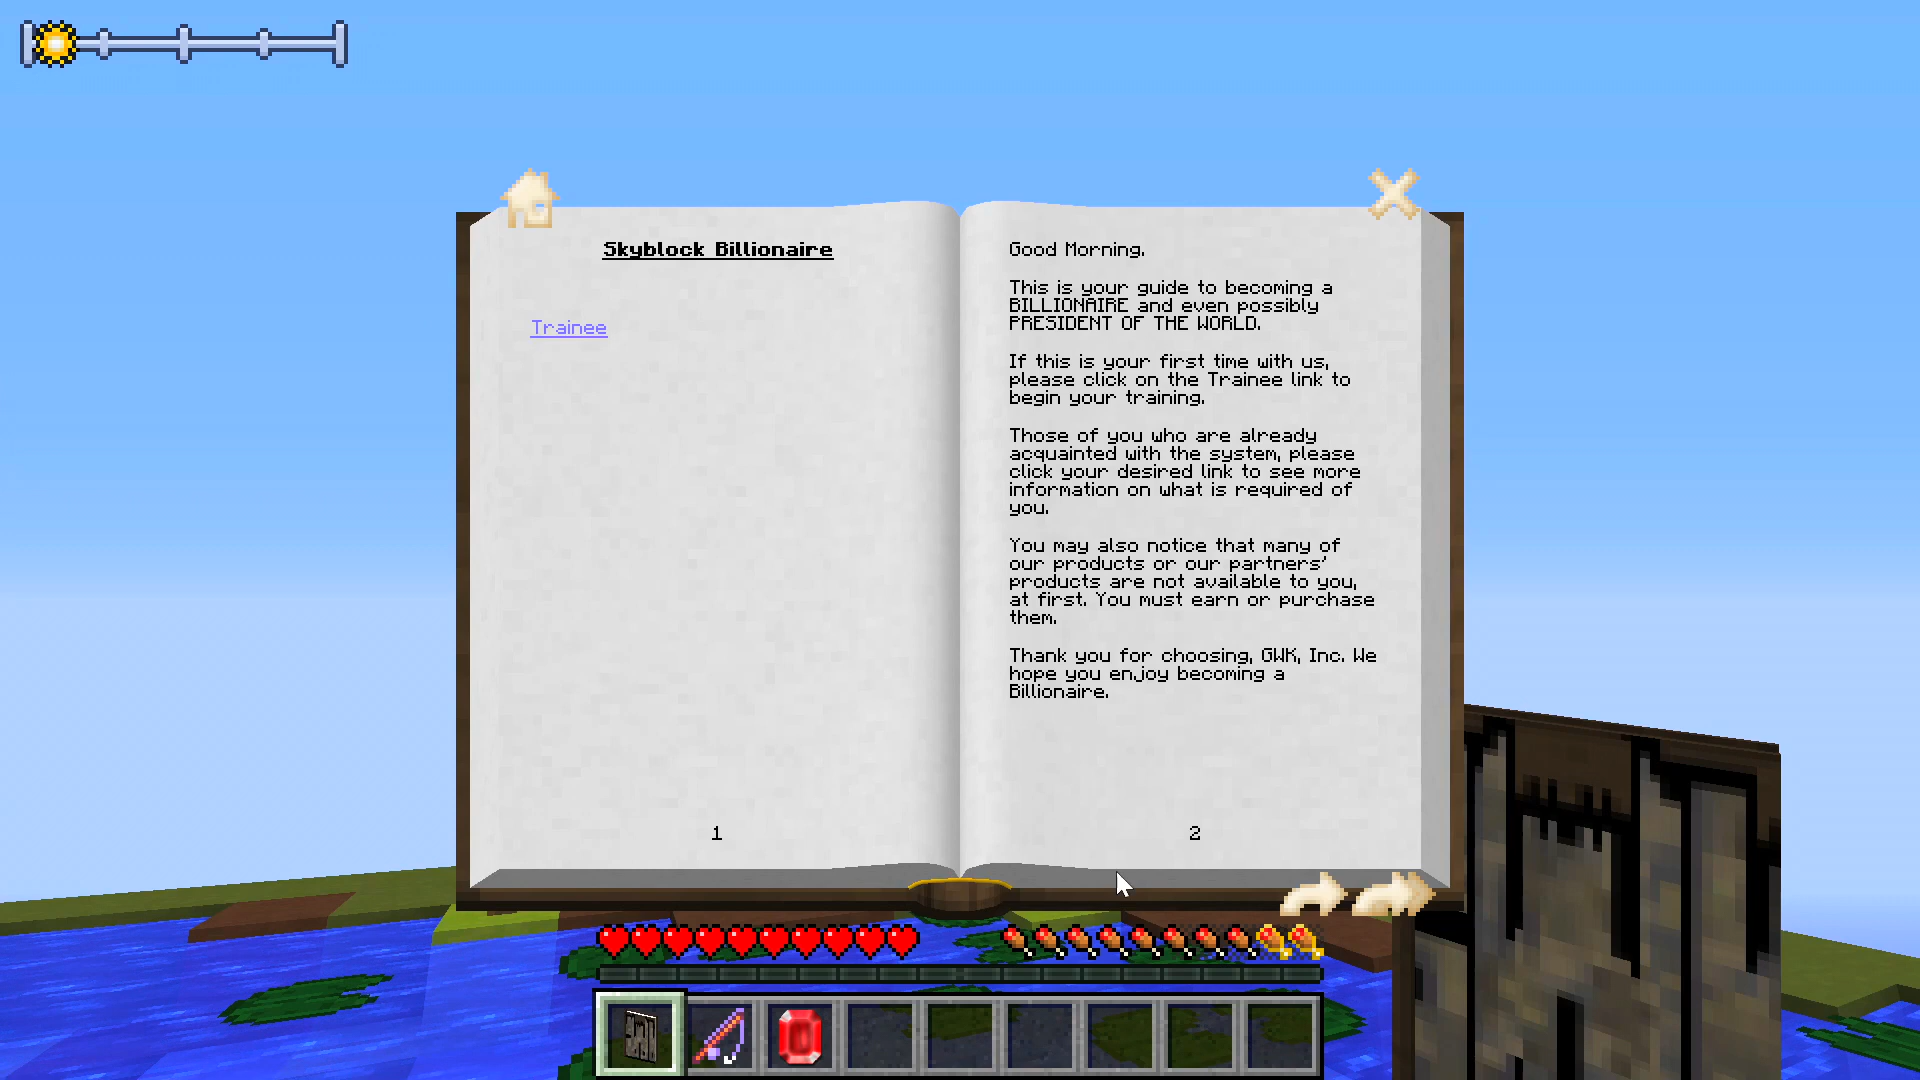 Skyblock Billionaire
Trainee
1
Good Morning.
This is your guide to becoming a
BILLIONAIRE and even possibly
PRESIDENT OF THE WORLD.
If this is your first time with us,
please click on the Trainee link to
begin your training.
Those of you who are already
acquainted with the system, please
click your desired link to see more
information on what is required of
you.
You may also notice that many of
our products or our partners'
products are not available to you,
at first. You must earn or purchase
them.
Thank you for choosing, GWK, Inc. We
hope you enjoy becoming a
Billionaire.
2